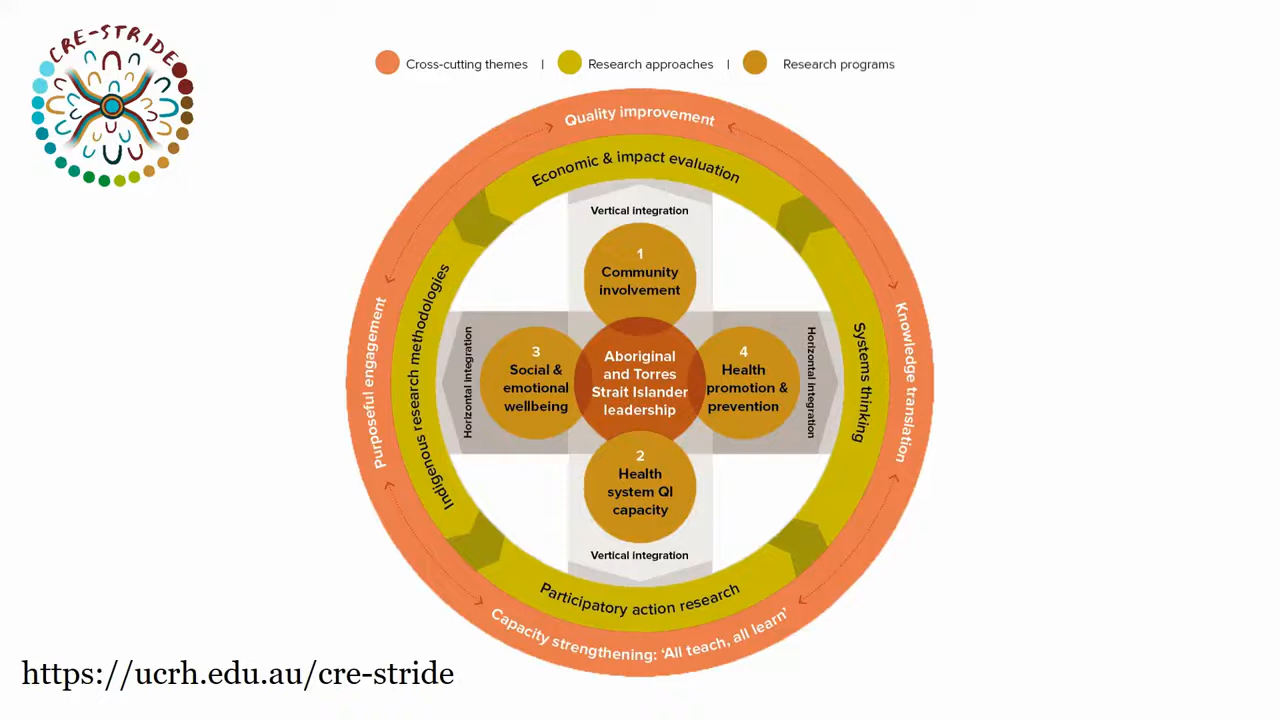 CRE-STRIDE
Cross-cutting themes | Research approaches | Research programs
Quality improvement
Economic & impact evaluation
Vertical integration
1
Community
involvement
Purposeful engagement
Indigenous research methodologies
Horizontal integration
3
Social &
emotional
wellbeing
Aboriginal
and Torres
Strait Islander
leadership
4
Health
promotion &
prevention
Horizontal integration
Systems thinking
Knowledge translation
2
Health
system QI
capacity
Vertical integration
Participatory action research
Capacity strengthening: ‘All teach, all learn’
https://ucrh.edu.au/cre-stride